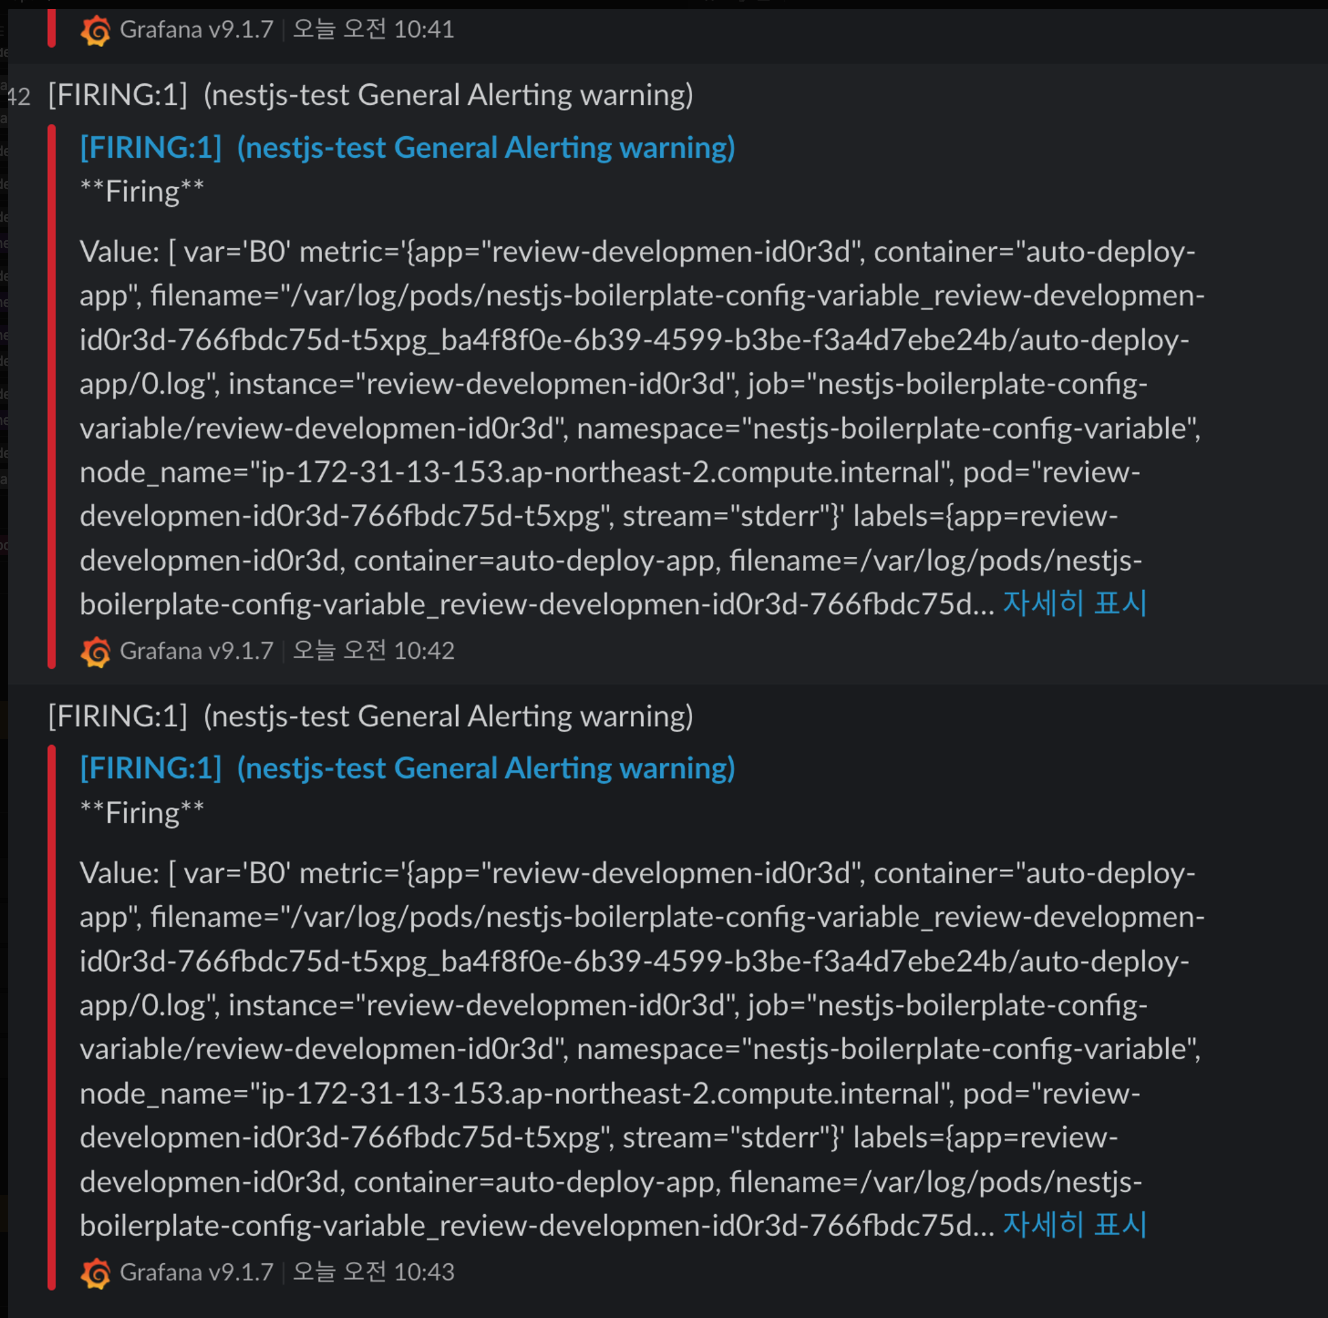 Grafana v9.1.7 | 오늘 오전 10:41
42 [FIRING:1] (nestjs-test General Alerting warning)
[FIRING:1] (nestjs-test General Alerting warning)
**Firing**
Value: [ var='B0' metric='{app="review-developmen-id0r3d", container="auto-deploy-
app", filename="/var/log/pods/nestjs-boilerplate-config-variable_review-developmen-
id0r3d-766fbdc75d-t5xpg_ba4f8f0e-6b39-4599-b3be-f3a4d7ebe24b/auto-deploy-
app/0.log", instance="review-developmen-id0r3d", job="nestjs-boilerplate-config-
variable/review-developmen-id0r3d", namespace="nestjs-boilerplate-config-variable",
node_name="ip-172-31-13-153.ap-northeast-2.compute.internal", pod="review-
developmen-id0r3d-766fbdc75d-t5xpg", stream="stderr"}' labels={app=review-
developmen-id0r3d, container=auto-deploy-app, filename=/var/log/pods/nestjs-
boilerplate-config-variable_review-developmen-id0r3d-766fbdc75d... 자세히 표시
Grafana v9.1.7 | 오늘 오전 10:42
[FIRING:1] (nestjs-test General Alerting warning)
[FIRING:1] (nestjs-test General Alerting warning)
**Firing**
Value: [ var='B0' metric='{app="review-developmen-id0r3d", container="auto-deploy-
app", filename="/var/log/pods/nestjs-boilerplate-config-variable_review-developmen-
id0r3d-766fbdc75d-t5xpg_ba4f8f0e-6b39-4599-b3be-f3a4d7ebe24b/auto-deploy-
app/0.log", instance="review-developmen-id0r3d", job="nestjs-boilerplate-config-
variable/review-developmen-id0r3d", namespace="nestjs-boilerplate-config-variable",
node_name="ip-172-31-13-153.ap-northeast-2.compute.internal", pod="review-
developmen-id0r3d-766fbdc75d-t5xpg", stream="stderr"}' labels={app=review-
developmen-id0r3d, container=auto-deploy-app, filename=/var/log/pods/nestjs-
boilerplate-config-variable_review-developmen-id0r3d-766fbdc75d... 자세히 표시
Grafana v9.1.7 | 오늘 오전 10:43